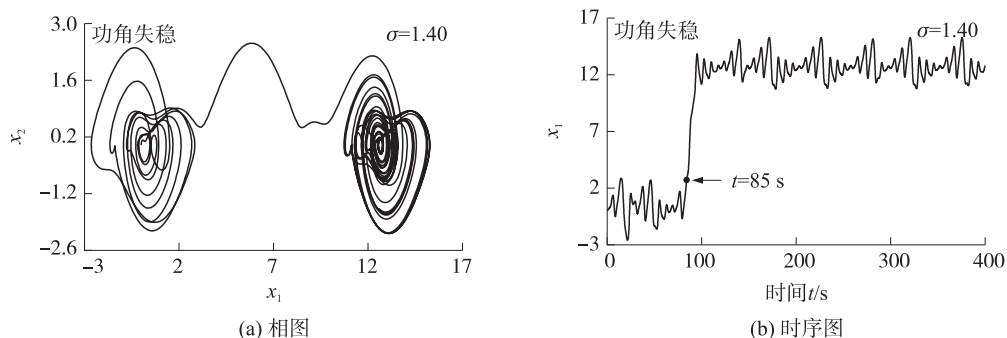 功角失稳
σ=1.40
3.0
1.6
0.2
−1.2
−2.6
x₂
−3
2
7
12
17
x₁
(a) 相图
功角失稳
σ=1.40
17
12
7
2
−3
x₁
t=85 s
0
100
200
300
400
时间t/s
(b) 时序图